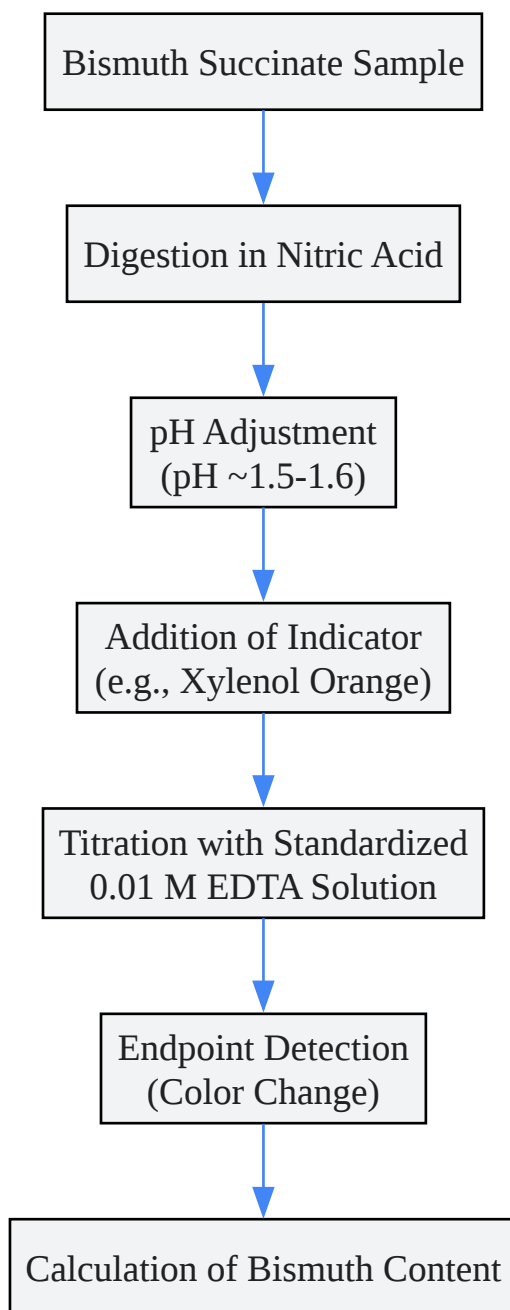 Bismuth Succinate Sample
Digestion in Nitric Acid
pH Adjustment
(pH ~1.5-1.6)
Addition of Indicator
(e.g., Xylenol Orange)
Titration with Standardized
0.01 M EDTA Solution
Endpoint Detection
(Color Change)
Calculation of Bismuth Content